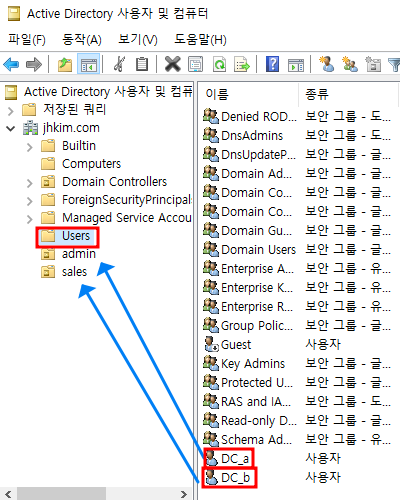 Active Directory 사용자 및 컴퓨터
파일(F) 동작(A) 보기(V) 도움말(H)
Active Directory 사용자 및 컴퓨
저장된 쿼리
jhkim.com
Builtin
Computers
Domain Controllers
ForeignSecurityPrincipals
Managed Service Accou
Users
admin
sales
이름 종류
Denied ROD... 보안 그룹 - 도...
DnsAdmins 보안 그룹 - 도...
DnsUpdateP... 보안 그룹 - 글...
Domain Ad... 보안 그룹 - 글...
Domain Co... 보안 그룹 - 글...
Domain Co... 보안 그룹 - 글...
Domain Gu... 보안 그룹 - 글...
Domain Users 보안 그룹 - 글...
Enterprise A... 보안 그룹 - 유...
Enterprise K... 보안 그룹 - 유...
Enterprise R... 보안 그룹 - 유...
Group Polic... 보안 그룹 - 글...
Guest 사용자
Key Admins 보안 그룹 - 글...
Protected U... 보안 그룹 - 글...
RAS and IA... 보안 그룹 - 도...
Read-only D... 보안 그룹 - 글...
Schema Ad... 보안 그룹 - 유...
DC_a 사용자
DC_b 사용자